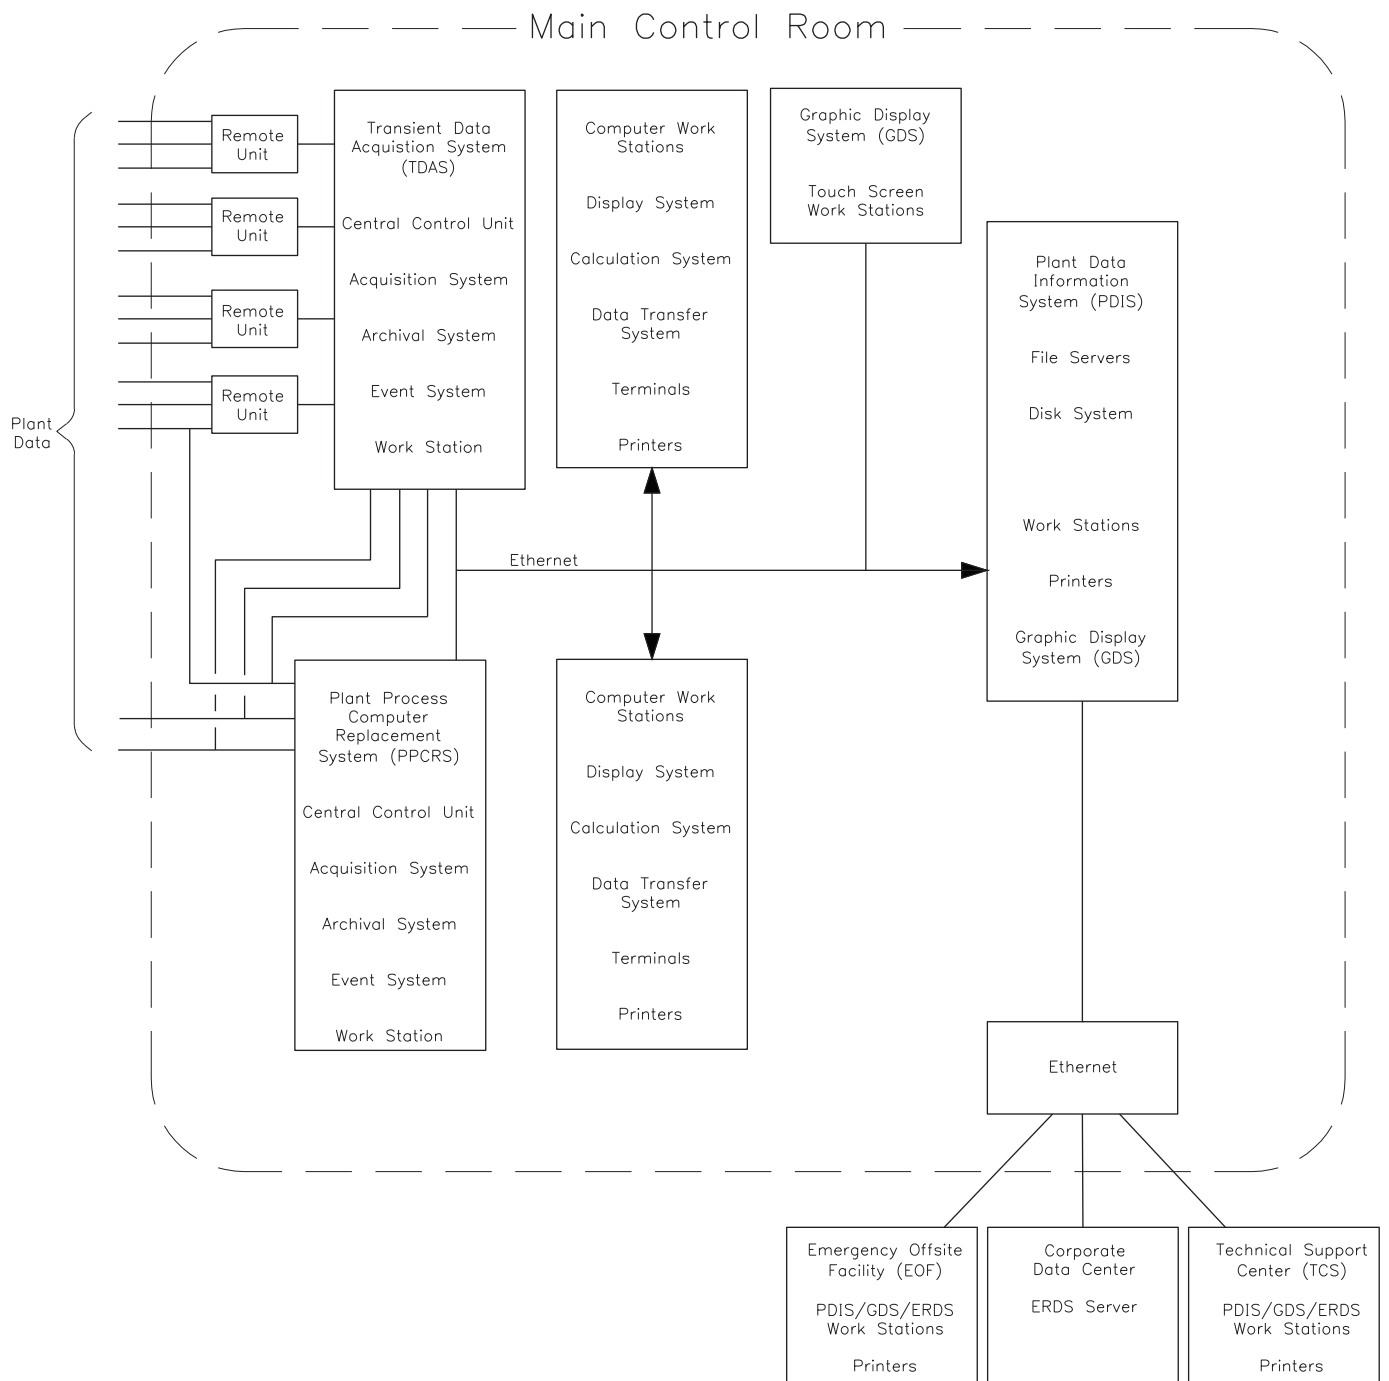 Main Control Room
Plant
Data
Remote
Unit
Remote
Unit
Remote
Unit
Remote
Unit
Transient Data
Acquistion System
(TDAS)
Central Control Unit
Acquisition System
Archival System
Event System
Work Station
Computer Work
Stations
Display System
Calculation System
Data Transfer
System
Terminals
Printers
Graphic Display
System (GDS)
Touch Screen
Work Stations
Plant Data
Information
System (PDIS)
File Servers
Disk System
Work Stations
Printers
Graphic Display
System (GDS)
Ethernet
Plant Process
Computer
Replacement
System (PPCRS)
Central Control Unit
Acquisition System
Archival System
Event System
Work Station
Computer Work
Stations
Display System
Calculation System
Data Transfer
System
Terminals
Printers
Ethernet
Emergency Offsite
Facility (EOF)
PDIS/GDS/ERDS
Work Stations
Printers
Corporate
Data Center
ERDS Server
Technical Support
Center (TCS)
PDIS/GDS/ERDS
Work Stations
Printers